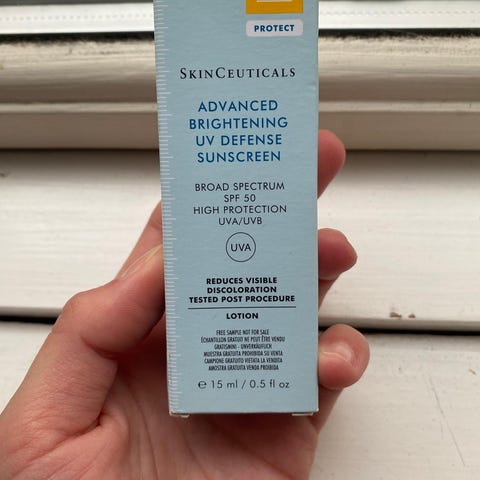 PROTECT
SKINCEUTICALS
ADVANCED
BRIGHTENING
UV DEFENSE
SUNSCREEN
BROAD SPECTRUM
SPF 50
HIGH PROTECTION
UVA/UVB
UVA
REDUCES VISIBLE
DISCOLORATION
TESTED POST PROCEDURE
LOTION
FREE SAMPLE NOT FOR SALE
ÉCHANTILLON GRATUIT NE PEUT ÊTRE VENDU
GRATISMINI - UNVERKÄUFLICH
MUESTRA GRATUITA PROHIBIDA SU VENTA
CAMPIONE GRATUITO VIETATA LA VENDITA
AMOSTRA GRATUITA VENDA PROIBIDA
℮ 15 ml / 0.5 fl oz